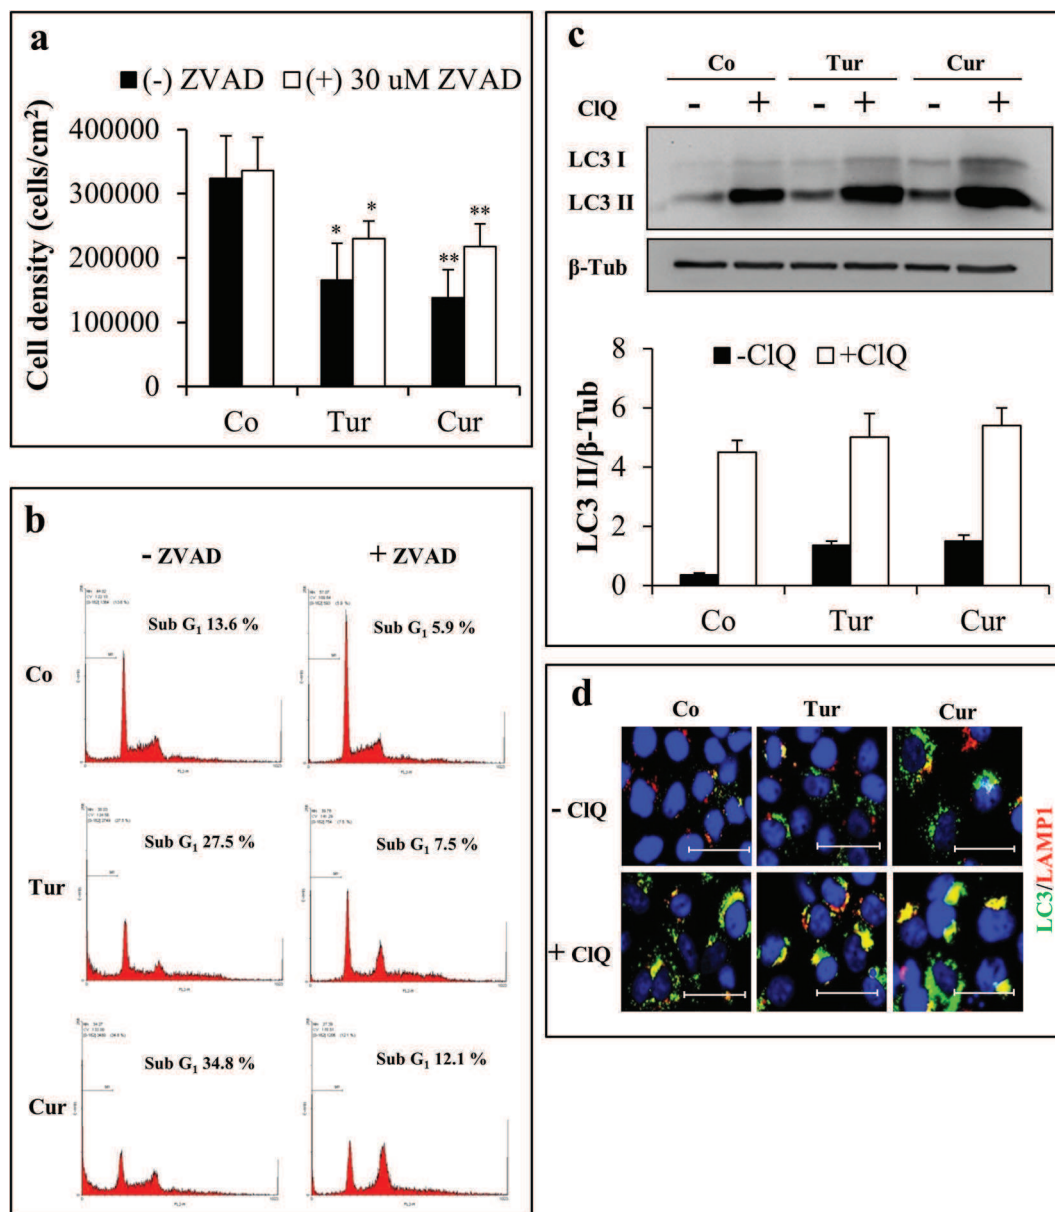 a
(-) ZVAD (+) 30 uM ZVAD
Cell density (cells/cm²)
400000
300000
200000
100000
0
* * ** **
Co Tur Cur
b
- ZVAD + ZVAD
Co
Sub G₁ 13.6 % Sub G₁ 5.9 %
Tur
Sub G₁ 27.5 % Sub G₁ 7.5 %
Cur
Sub G₁ 34.8 % Sub G₁ 12.1 %
c
Co Tur Cur
ClQ - + - + - +
LC3 I
LC3 II
β-Tub
-ClQ +ClQ
LC3 II/β-Tub
8
6
4
2
0
Co Tur Cur
d
Co Tur Cur
- ClQ
+ ClQ
LC3/LAMP1